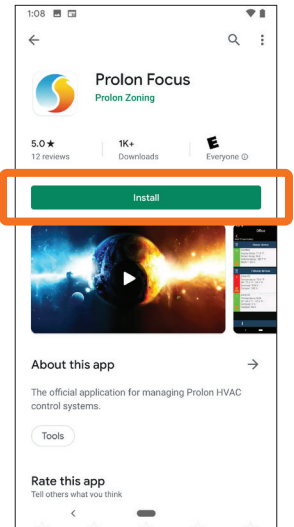 1:08
Prolon Focus
Prolon Zoning
5.0★
1K+
E
12 reviews
Downloads
Everyone
Install
Office
About this app
The official application for managing Prolon HVAC
control systems.
Tools
Rate this app
Tell others what you think